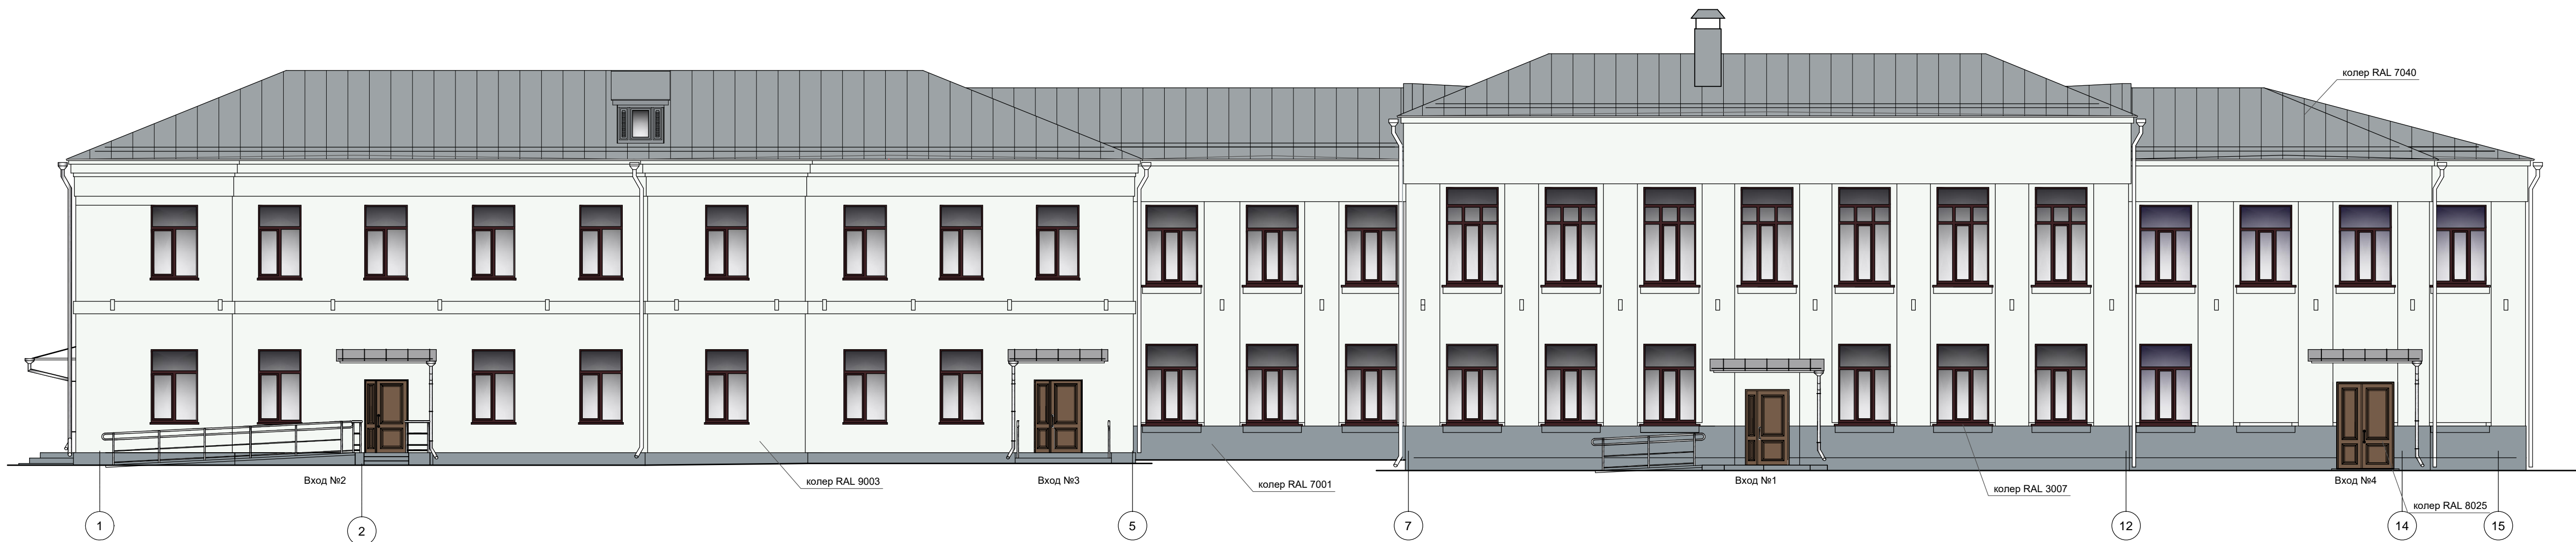 колер RAL 7040
Вход №2
колер RAL 9003
Вход №3
колер RAL 7001
Вход №1
колер RAL 3007
Вход №4
колер RAL 8025
1
2
5
7
12
14
15